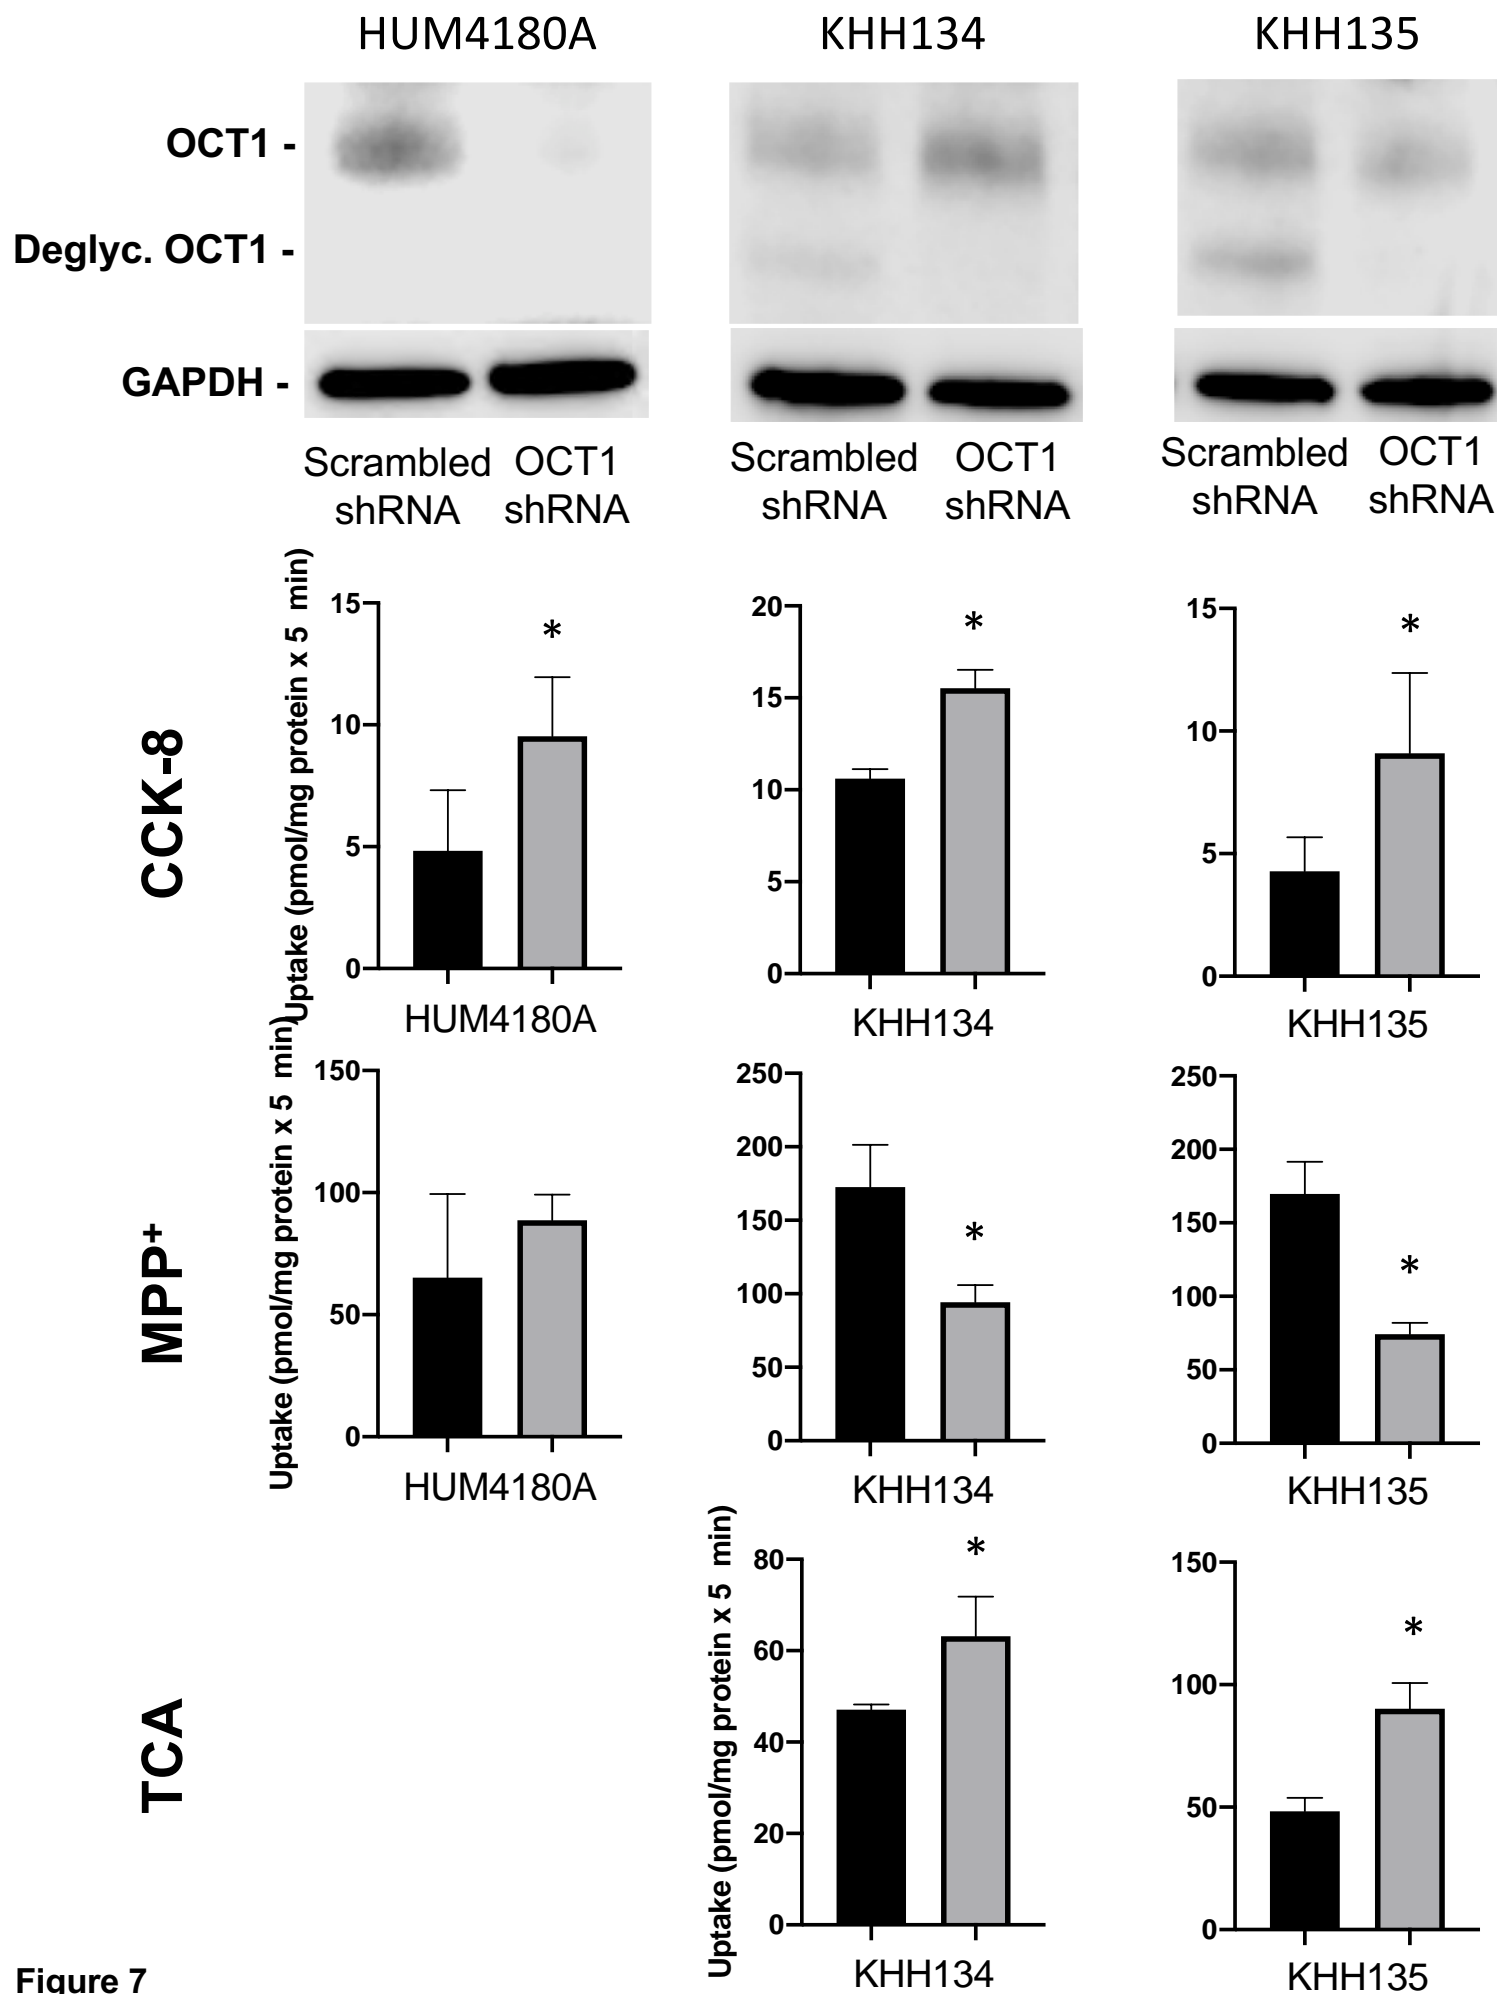 HUM4180A KHH134 KHH135
OCT1 -
Deglyc. OCT1 -
GAPDH -
Scrambled OCT1 Scrambled OCT1 Scrambled OCT1
shRNA shRNA shRNA shRNA shRNA shRNA
CCK-8
Uptake (pmol/mg protein x 5 min)
15
10
5
0
*
HUM4180A
20
15
10
5
0
*
KHH134
15
10
5
0
*
KHH135
MPP+
Uptake (pmol/mg protein x 5 min)
150
100
50
0
HUM4180A
250
200
150
100
50
0
*
KHH134
250
200
150
100
50
0
*
KHH135
TCA
Uptake (pmol/mg protein x 5 min)
80
60
40
20
0
*
KHH134
150
100
50
0
*
KHH135
Figure 7